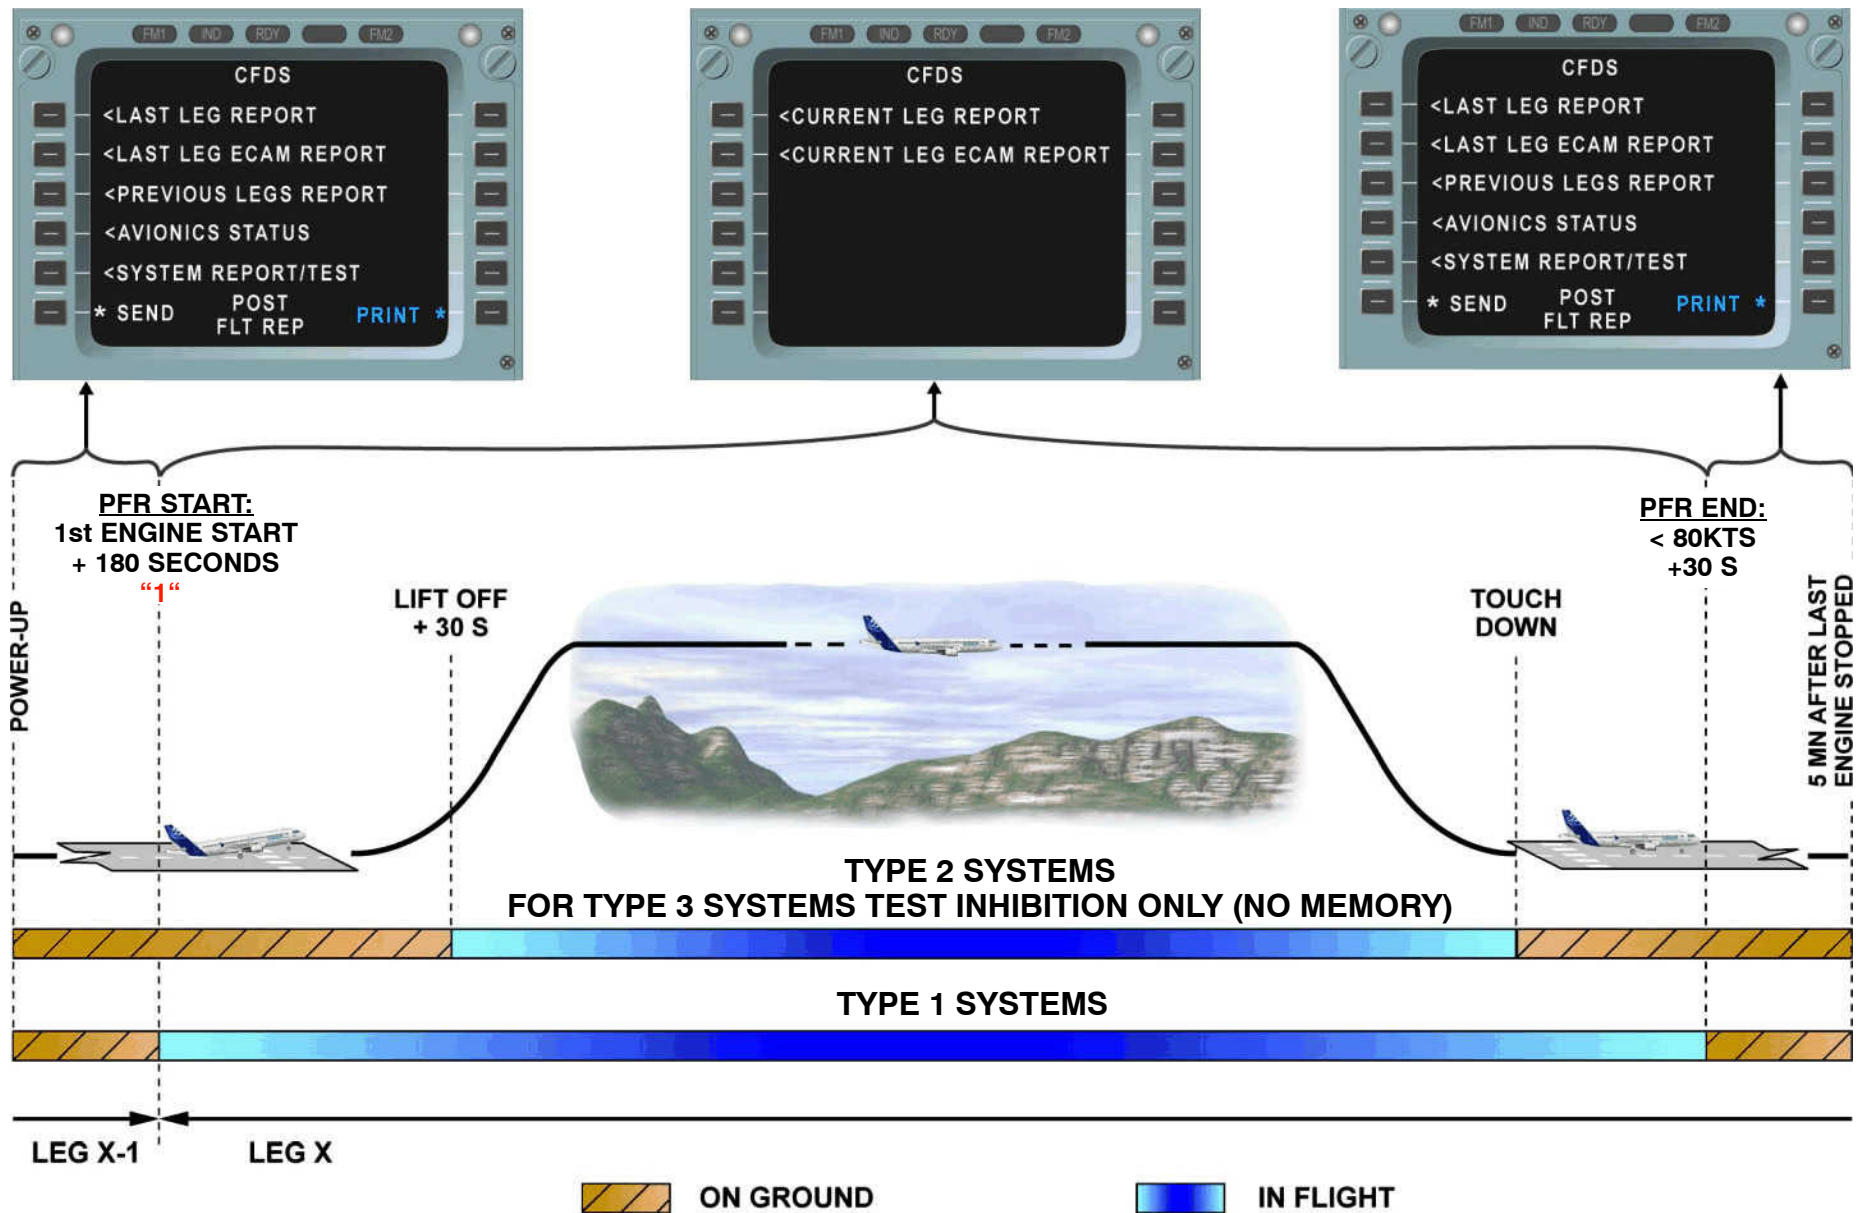 FM1 IND RDY FM2
CFDS
<LAST LEG REPORT
<LAST LEG ECAM REPORT
<PREVIOUS LEGS REPORT
<AVIONICS STATUS
<SYSTEM REPORT/TEST
* SEND POST FLT REP PRINT *
FM1 IND RDY FM2
CFDS
<CURRENT LEG REPORT
<CURRENT LEG ECAM REPORT
FM1 IND RDY FM2
CFDS
<LAST LEG REPORT
<LAST LEG ECAM REPORT
<PREVIOUS LEGS REPORT
<AVIONICS STATUS
<SYSTEM REPORT/TEST
* SEND POST FLT REP PRINT *
POWER-UP
PFR START:
1st ENGINE START
+ 180 SECONDS
“1“
LIFT OFF
+ 30 S
TOUCH
DOWN
PFR END:
< 80KTS
+30 S
5 MN AFTER LAST
ENGINE STOPPED
TYPE 2 SYSTEMS
FOR TYPE 3 SYSTEMS TEST INHIBITION ONLY (NO MEMORY)
TYPE 1 SYSTEMS
LEG X-1
LEG X
ON GROUND
IN FLIGHT